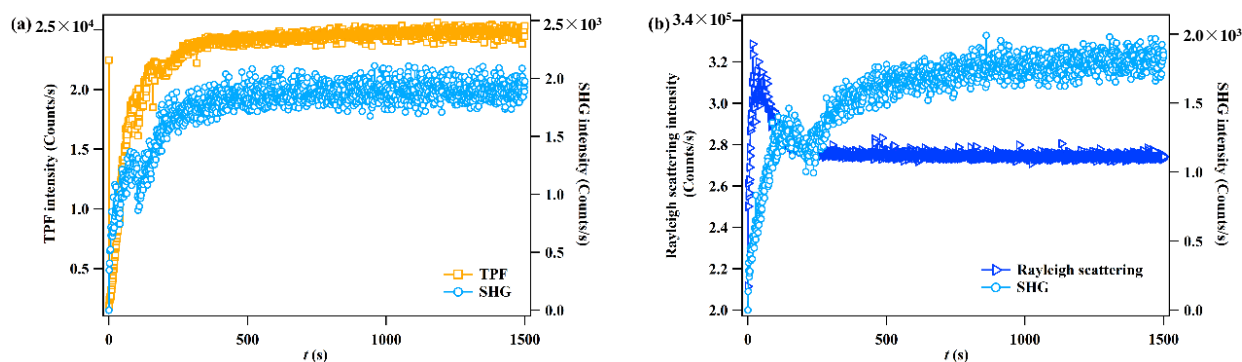 (a)
2.5×10⁴
2.0
1.5
1.0
0.5
TPF intensity (Counts/s)
2.5×10³
2.0
1.5
1.0
0.5
0.0
SHG intensity (Counts/s)
TPF
SHG
0
500
1000
1500
t (s)
(b)
3.4×10⁵
3.2
3.0
2.8
2.6
2.4
2.2
2.0
Rayleigh scattering intensity
(Counts/s)
2.0×10³
1.5
1.0
0.5
0.0
SHG intensity (Counts/s)
Rayleigh scattering
SHG
0
500
1000
1500
t (s)